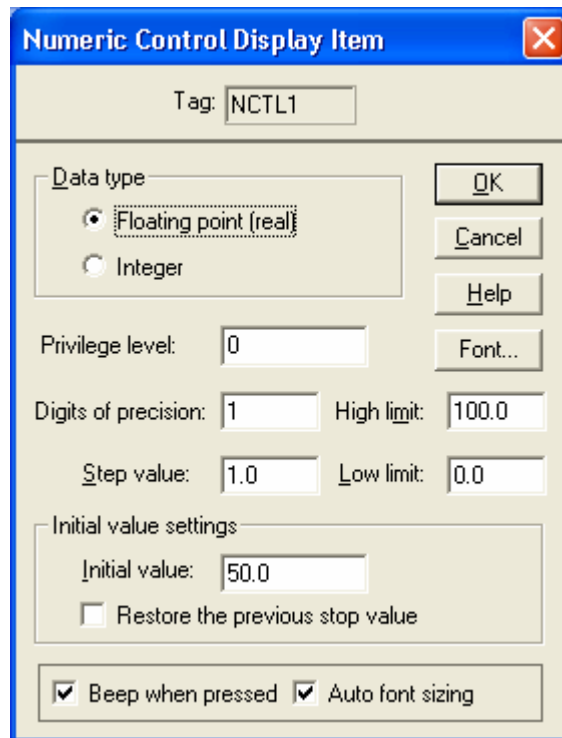 Numeric Control Display Item
Tag: NCTL1
Data type
Floating point (real)
Integer
OK
Cancel
Help
Font...
Privilege level: 0
Digits of precision: 1 High limit: 100.0
Step value: 1.0 Low limit: 0.0
Initial value settings
Initial value: 50.0
Restore the previous stop value
Beep when pressed Auto font sizing